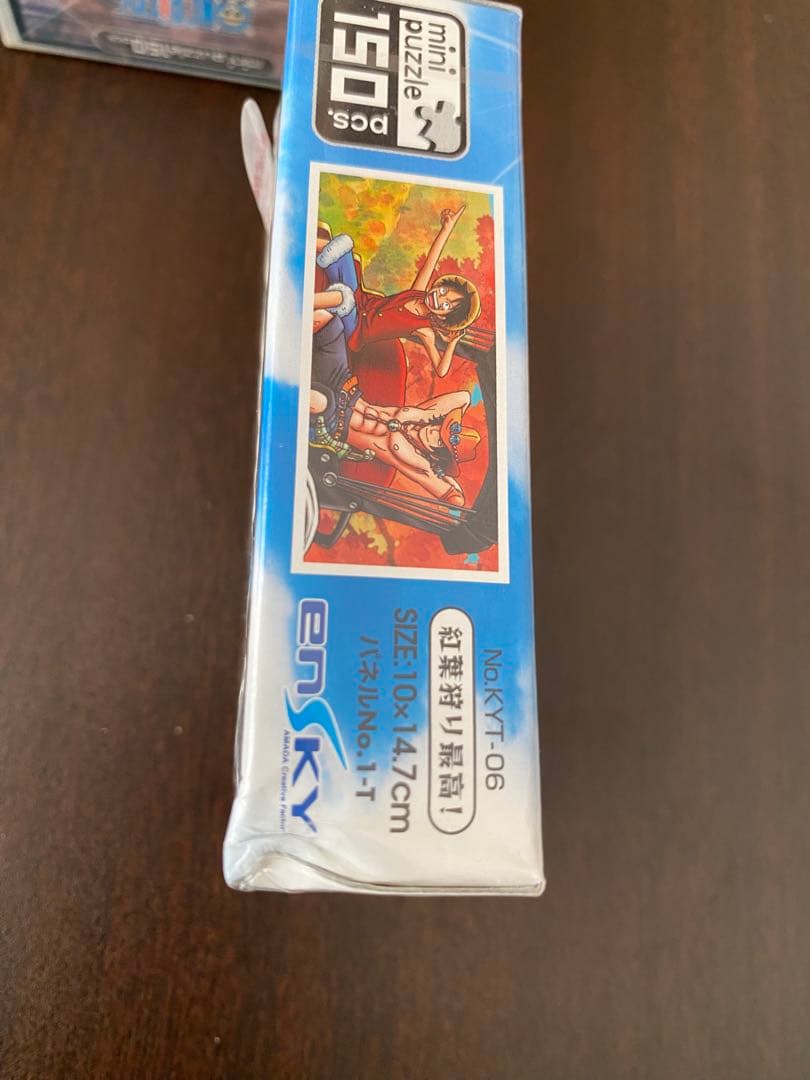 mini
puzzle
150
pcs.
No.KYT-06
紅葉狩り最高!
SIZE:10×14.7cm
パネルNo.1-T
enSKY
AMADA Creative Factor